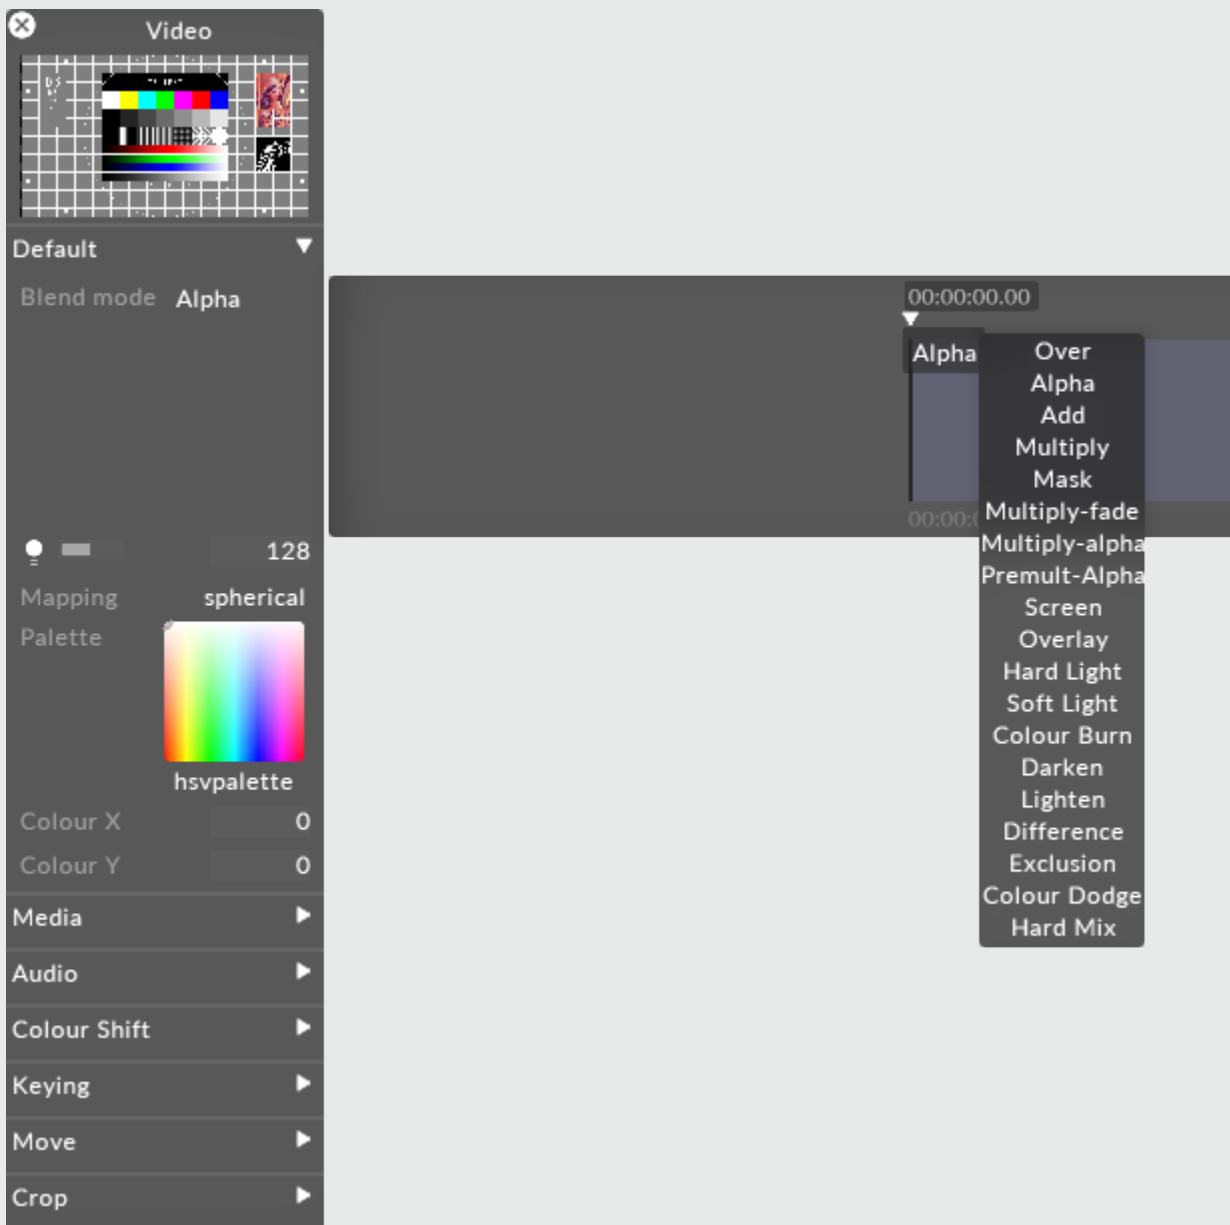 Video
Default
Blend mode Alpha
128
Mapping spherical
Palette
hsvpalette
Colour X 0
Colour Y 0
Media
Audio
Colour Shift
Keying
Move
Crop
00:00:00.00
Alpha
00:00:
Over
Alpha
Add
Multiply
Mask
Multiply-fade
Multiply-alpha
Premult-Alpha
Screen
Overlay
Hard Light
Soft Light
Colour Burn
Darken
Lighten
Difference
Exclusion
Colour Dodge
Hard Mix